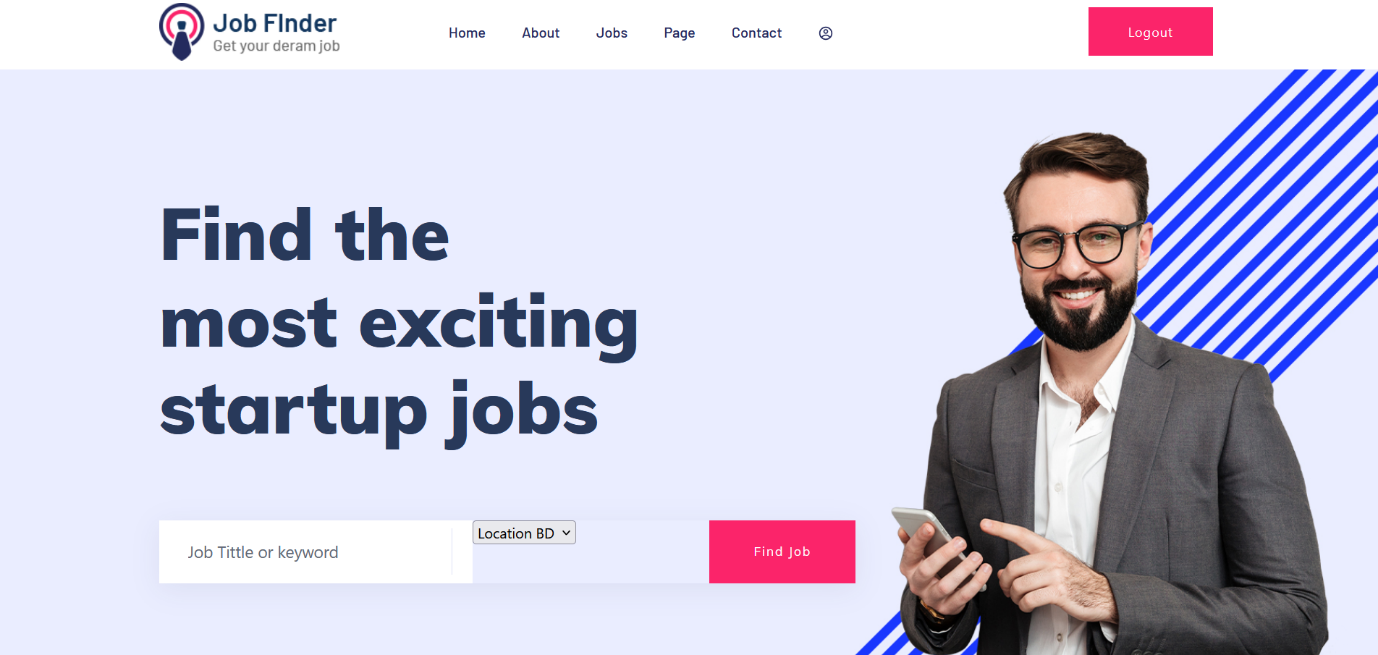 Job FInder
Get your deram job
Home About Jobs Page Contact
Logout
Find the
most exciting
startup jobs
Job Tittle or keyword
Location BD
Find Job